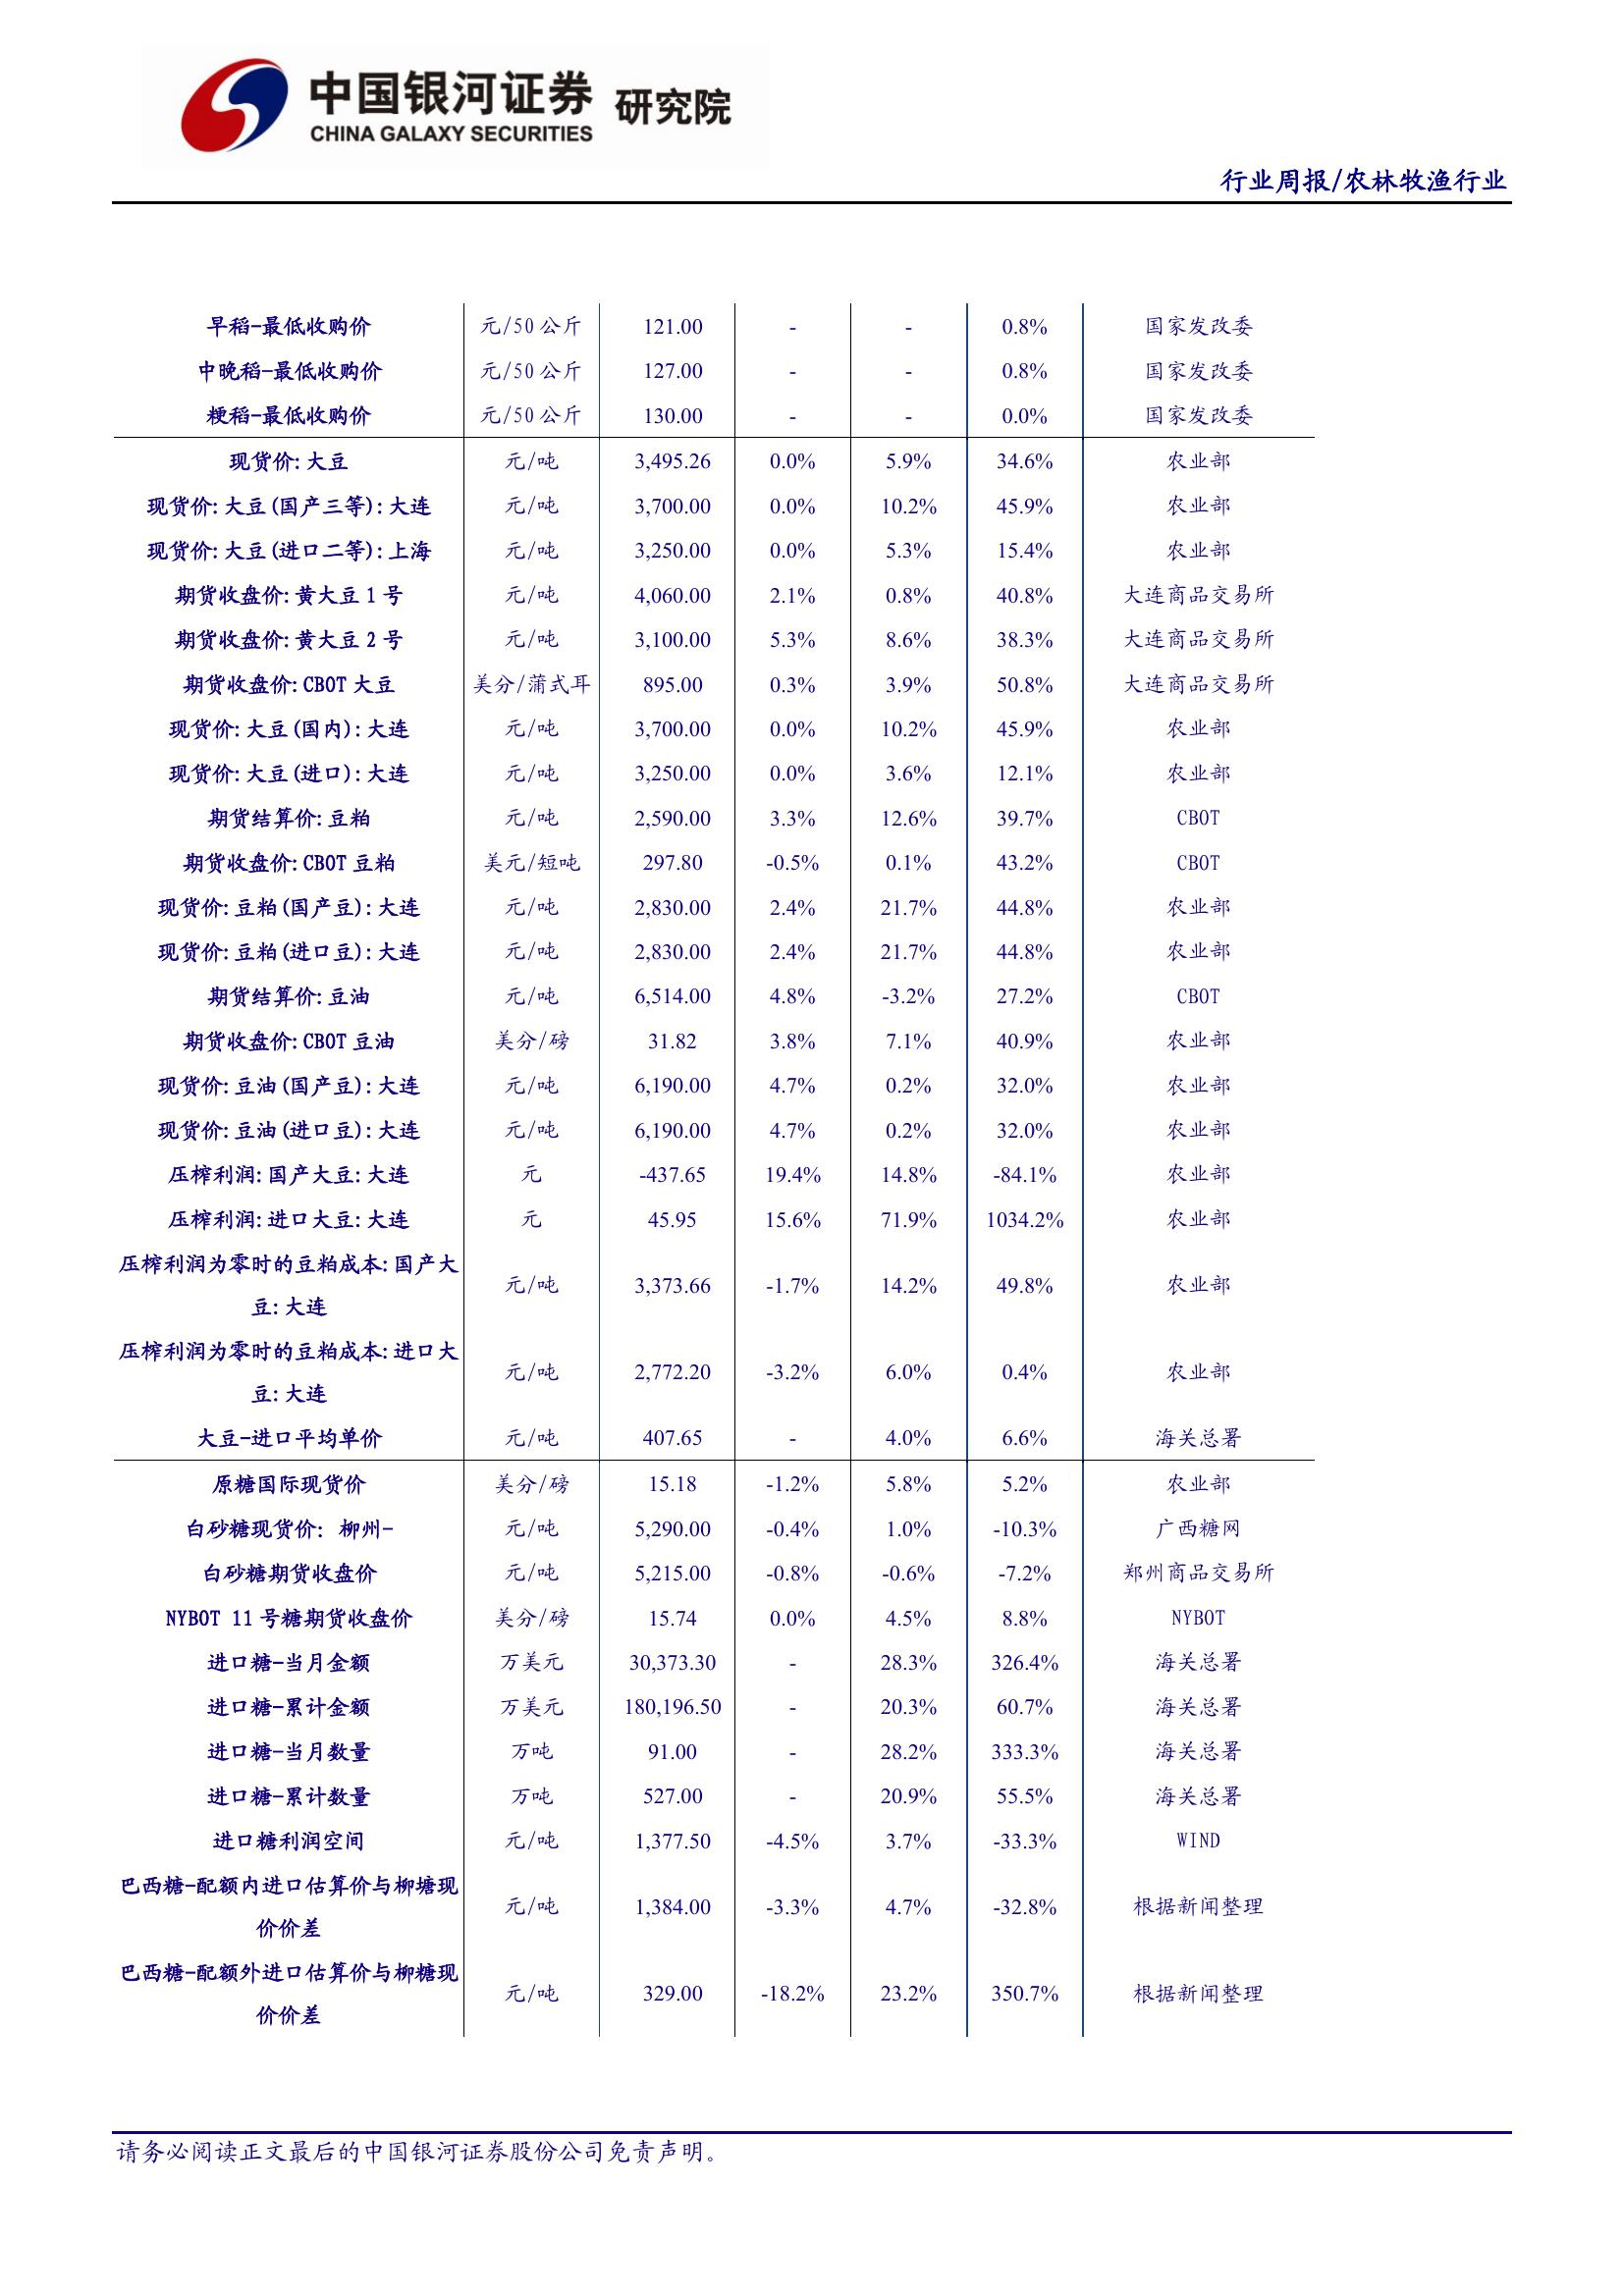 中国银河证券 研究院
CHINA GALAXY SECURITIES
行业周报/农林牧渔行业
早稻-最低收购价 元/50公斤 121.00 - - 0.8% 国家发改委
中晚稻-最低收购价 元/50公斤 127.00 - - 0.8% 国家发改委
粳稻-最低收购价 元/50公斤 130.00 - - 0.0% 国家发改委
现货价:大豆 元/吨 3,495.26 0.0% 5.9% 34.6% 农业部
现货价:大豆(国产三等):大连 元/吨 3,700.00 0.0% 10.2% 45.9% 农业部
现货价:大豆(进口二等):上海 元/吨 3,250.00 0.0% 5.3% 15.4% 农业部
期货收盘价:黄大豆1号 元/吨 4,060.00 2.1% 0.8% 40.8% 大连商品交易所
期货收盘价:黄大豆2号 元/吨 3,100.00 5.3% 8.6% 38.3% 大连商品交易所
期货收盘价:CBOT大豆 美分/蒲式耳 895.00 0.3% 3.9% 50.8% 大连商品交易所
现货价:大豆(国内):大连 元/吨 3,700.00 0.0% 10.2% 45.9% 农业部
现货价:大豆(进口):大连 元/吨 3,250.00 0.0% 3.6% 12.1% 农业部
期货结算价:豆粕 元/吨 2,590.00 3.3% 12.6% 39.7% CBOT
期货收盘价:CBOT豆粕 美元/短吨 297.80 -0.5% 0.1% 43.2% CBOT
现货价:豆粕(国产豆):大连 元/吨 2,830.00 2.4% 21.7% 44.8% 农业部
现货价:豆粕(进口豆):大连 元/吨 2,830.00 2.4% 21.7% 44.8% 农业部
期货结算价:豆油 元/吨 6,514.00 4.8% -3.2% 27.2% CBOT
期货收盘价:CBOT豆油 美分/磅 31.82 3.8% 7.1% 40.9% 农业部
现货价:豆油(国产豆):大连 元/吨 6,190.00 4.7% 0.2% 32.0% 农业部
现货价:豆油(进口豆):大连 元/吨 6,190.00 4.7% 0.2% 32.0% 农业部
压榨利润:国产大豆:大连 元 -437.65 19.4% 14.8% -84.1% 农业部
压榨利润:进口大豆:大连 元 45.95 15.6% 71.9% 1034.2% 农业部
压榨利润为零时的豆粕成本:国产大
豆:大连 元/吨 3,373.66 -1.7% 14.2% 49.8% 农业部
压榨利润为零时的豆粕成本:进口大
豆:大连 元/吨 2,772.20 -3.2% 6.0% 0.4% 农业部
大豆-进口平均单价 元/吨 407.65 - 4.0% 6.6% 海关总署
原糖国际现货价 美分/磅 15.18 -1.2% 5.8% 5.2% 农业部
白砂糖现货价: 柳州- 元/吨 5,290.00 -0.4% 1.0% -10.3% 广西糖网
白砂糖期货收盘价 元/吨 5,215.00 -0.8% -0.6% -7.2% 郑州商品交易所
NYBOT 11号糖期货收盘价 美分/磅 15.74 0.0% 4.5% 8.8% NYBOT
进口糖-当月金额 万美元 30,373.30 - 28.3% 326.4% 海关总署
进口糖-累计金额 万美元 180,196.50 - 20.3% 60.7% 海关总署
进口糖-当月数量 万吨 91.00 - 28.2% 333.3% 海关总署
进口糖-累计数量 万吨 527.00 - 20.9% 55.5% 海关总署
进口糖利润空间 元/吨 1,377.50 -4.5% 3.7% -33.3% WIND
巴西糖-配额内进口估算价与柳塘现
价价差 元/吨 1,384.00 -3.3% 4.7% -32.8% 根据新闻整理
巴西糖-配额外进口估算价与柳糖现
价价差 元/吨 329.00 -18.2% 23.2% 350.7% 根据新闻整理
请务必阅读正文最后的中国银河证券股份公司免责声明。